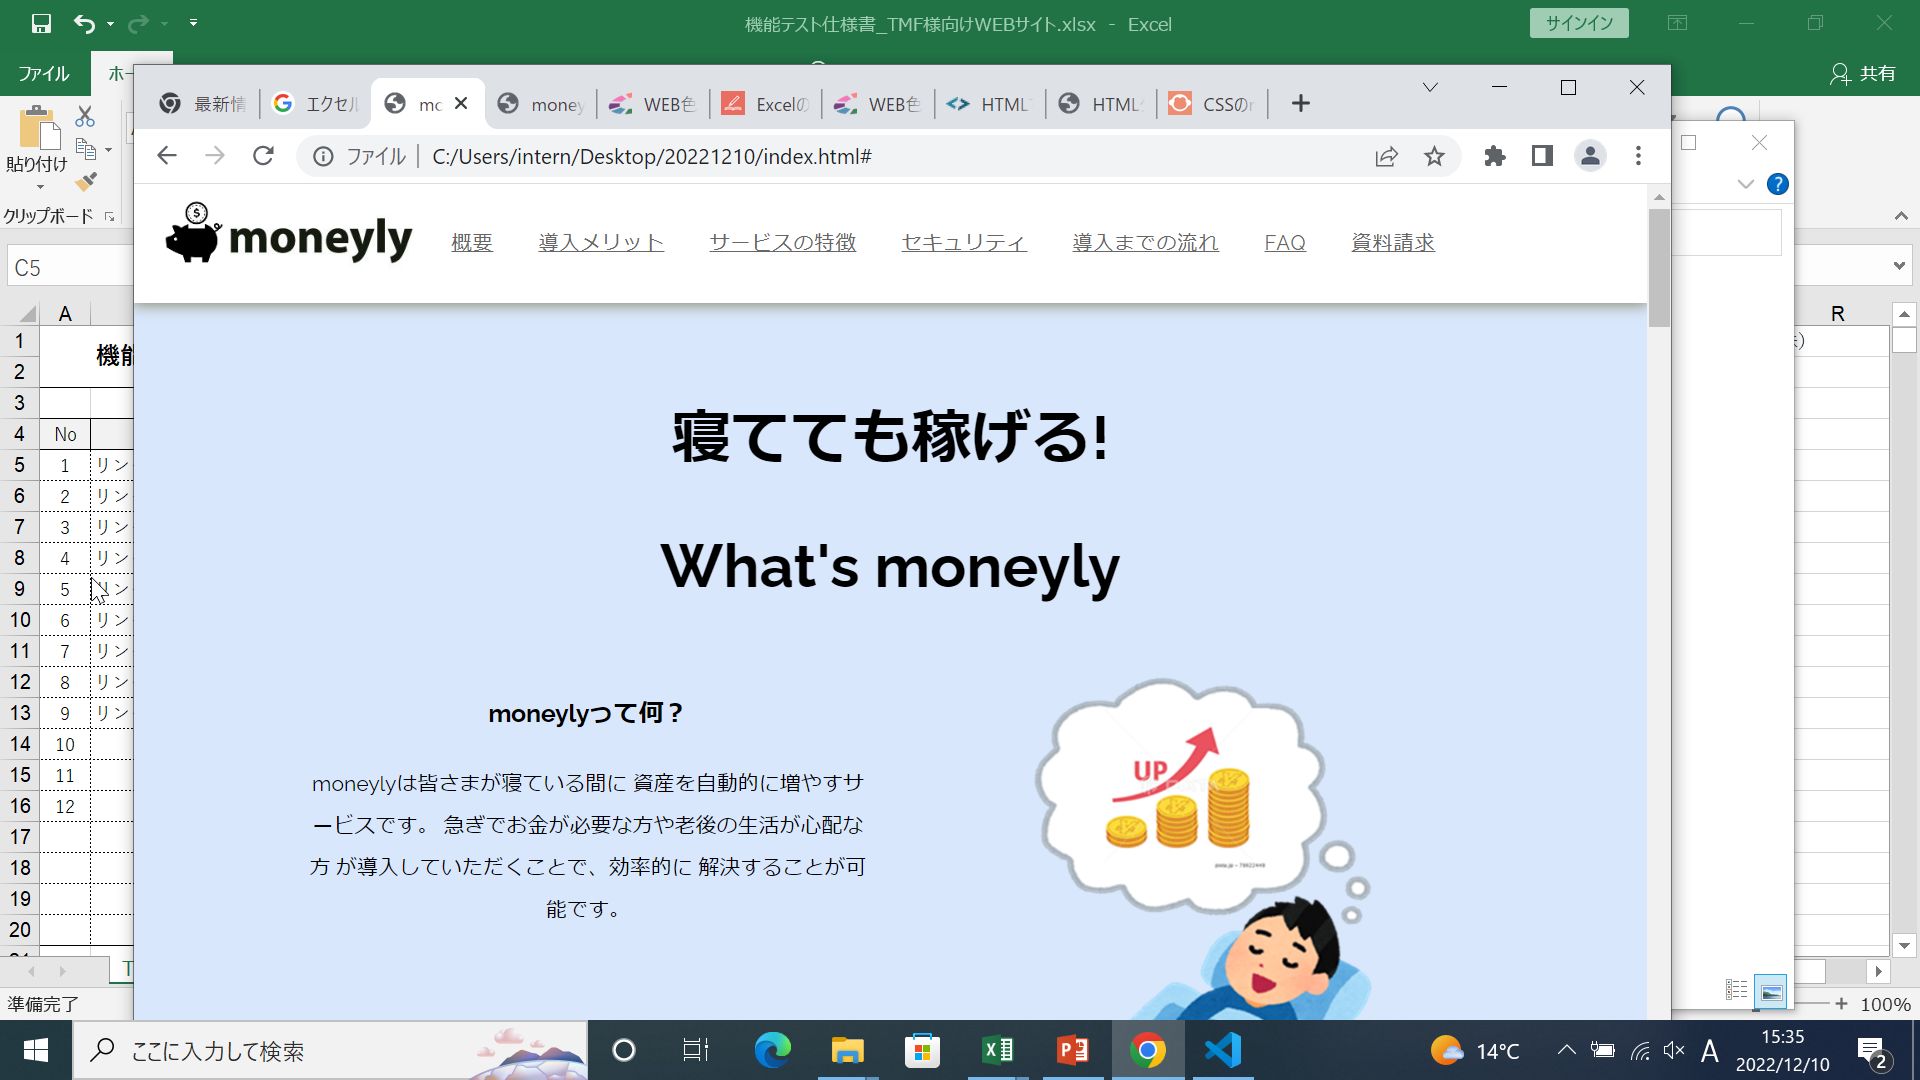 機能テスト仕様書_TMF様向けWEBサイト.xlsx - Excel
サインイン
ファイル
ホー
共有
最新情
エクセル
mc
money
WEB色
Excelの
WEB色
HTML
HTML
CSSのr
ファイル
C:/Users/intern/Desktop/20221210/index.html#
貼り付け
クリップボード
moneyly
概要
導入メリット
サービスの特徴
セキュリティ
導入までの流れ
FAQ
資料請求
C5
A
R
1
機能
2
3
4 No
5 1 リン
6 2 リン
7 3 リン
8 4 リン
9 5 リン
10 6 リン
11 7 リン
12 8 リン
13 9 リン
14 10
15 11
16 12
17
18
19
20
寝てても稼げる!
What's moneyly
moneylyって何？
moneylyは皆さまが寝ている間に 資産を自動的に増やすサ
ービスです。 急ぎでお金が必要な方や老後の生活が心配な
方 が導入していただくことで、効率的に 解決することが可
能です。
UP
準備完了
100%
ここに入力して検索
14℃
A
15:35
2022/12/10
2